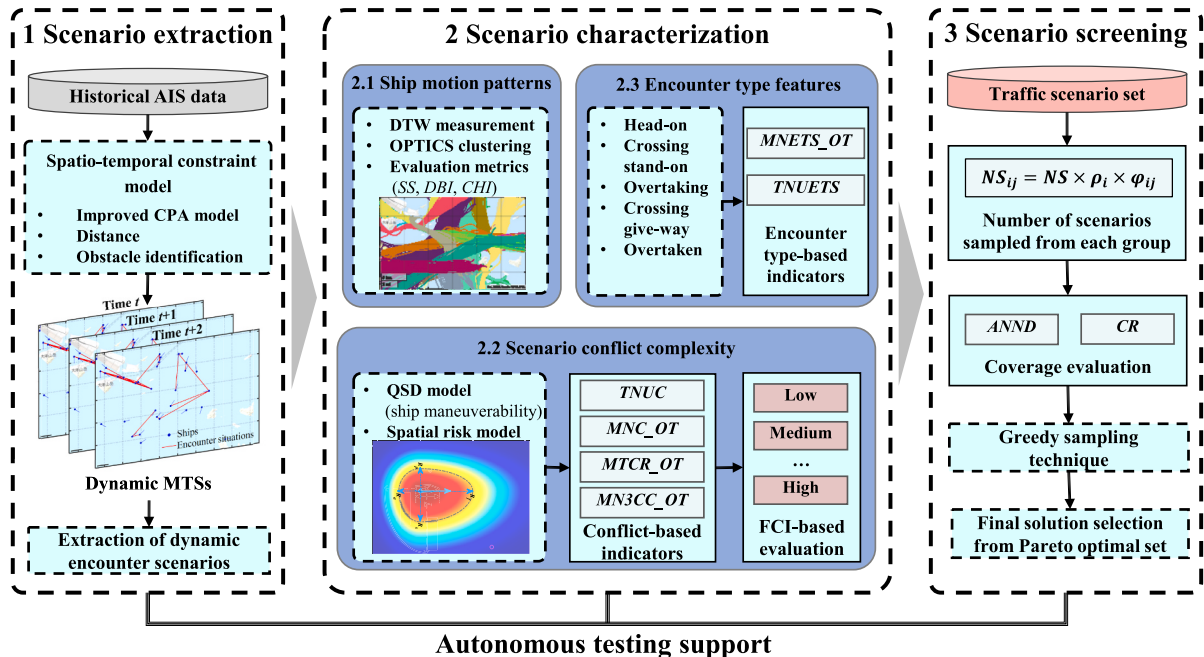 1 Scenario extraction
Historical AIS data
Spatio-temporal constraint
model
• Improved CPA model
• Distance
• Obstacle identification
Time t
Time t+1
Time t+2
Ships
Encounter situations
Dynamic MTSs
Extraction of dynamic
encounter scenarios
2 Scenario characterization
2.1 Ship motion patterns
• DTW measurement
• OPTICS clustering
• Evaluation metrics
(SS, DBI, CHI)
2.3 Encounter type features
• Head-on
• Crossing
stand-on
• Overtaking
• Crossing
give-way
• Overtaken
MNETS_OT
TNUETS
Encounter
type-based
indicators
2.2 Scenario conflict complexity
• QSD model
(ship maneuverability)
• Spatial risk model
TNUC
MNC_OT
MTCR_OT
MN3CC_OT
Conflict-based
indicators
Low
Medium
...
High
FCI-based
evaluation
3 Scenario screening
Traffic scenario set
NS_{ij} = NS × ρ_i × φ_{ij}
Number of scenarios
sampled from each group
ANND
CR
Coverage evaluation
Greedy sampling
technique
Final solution selection
from Pareto optimal set
Autonomous testing support